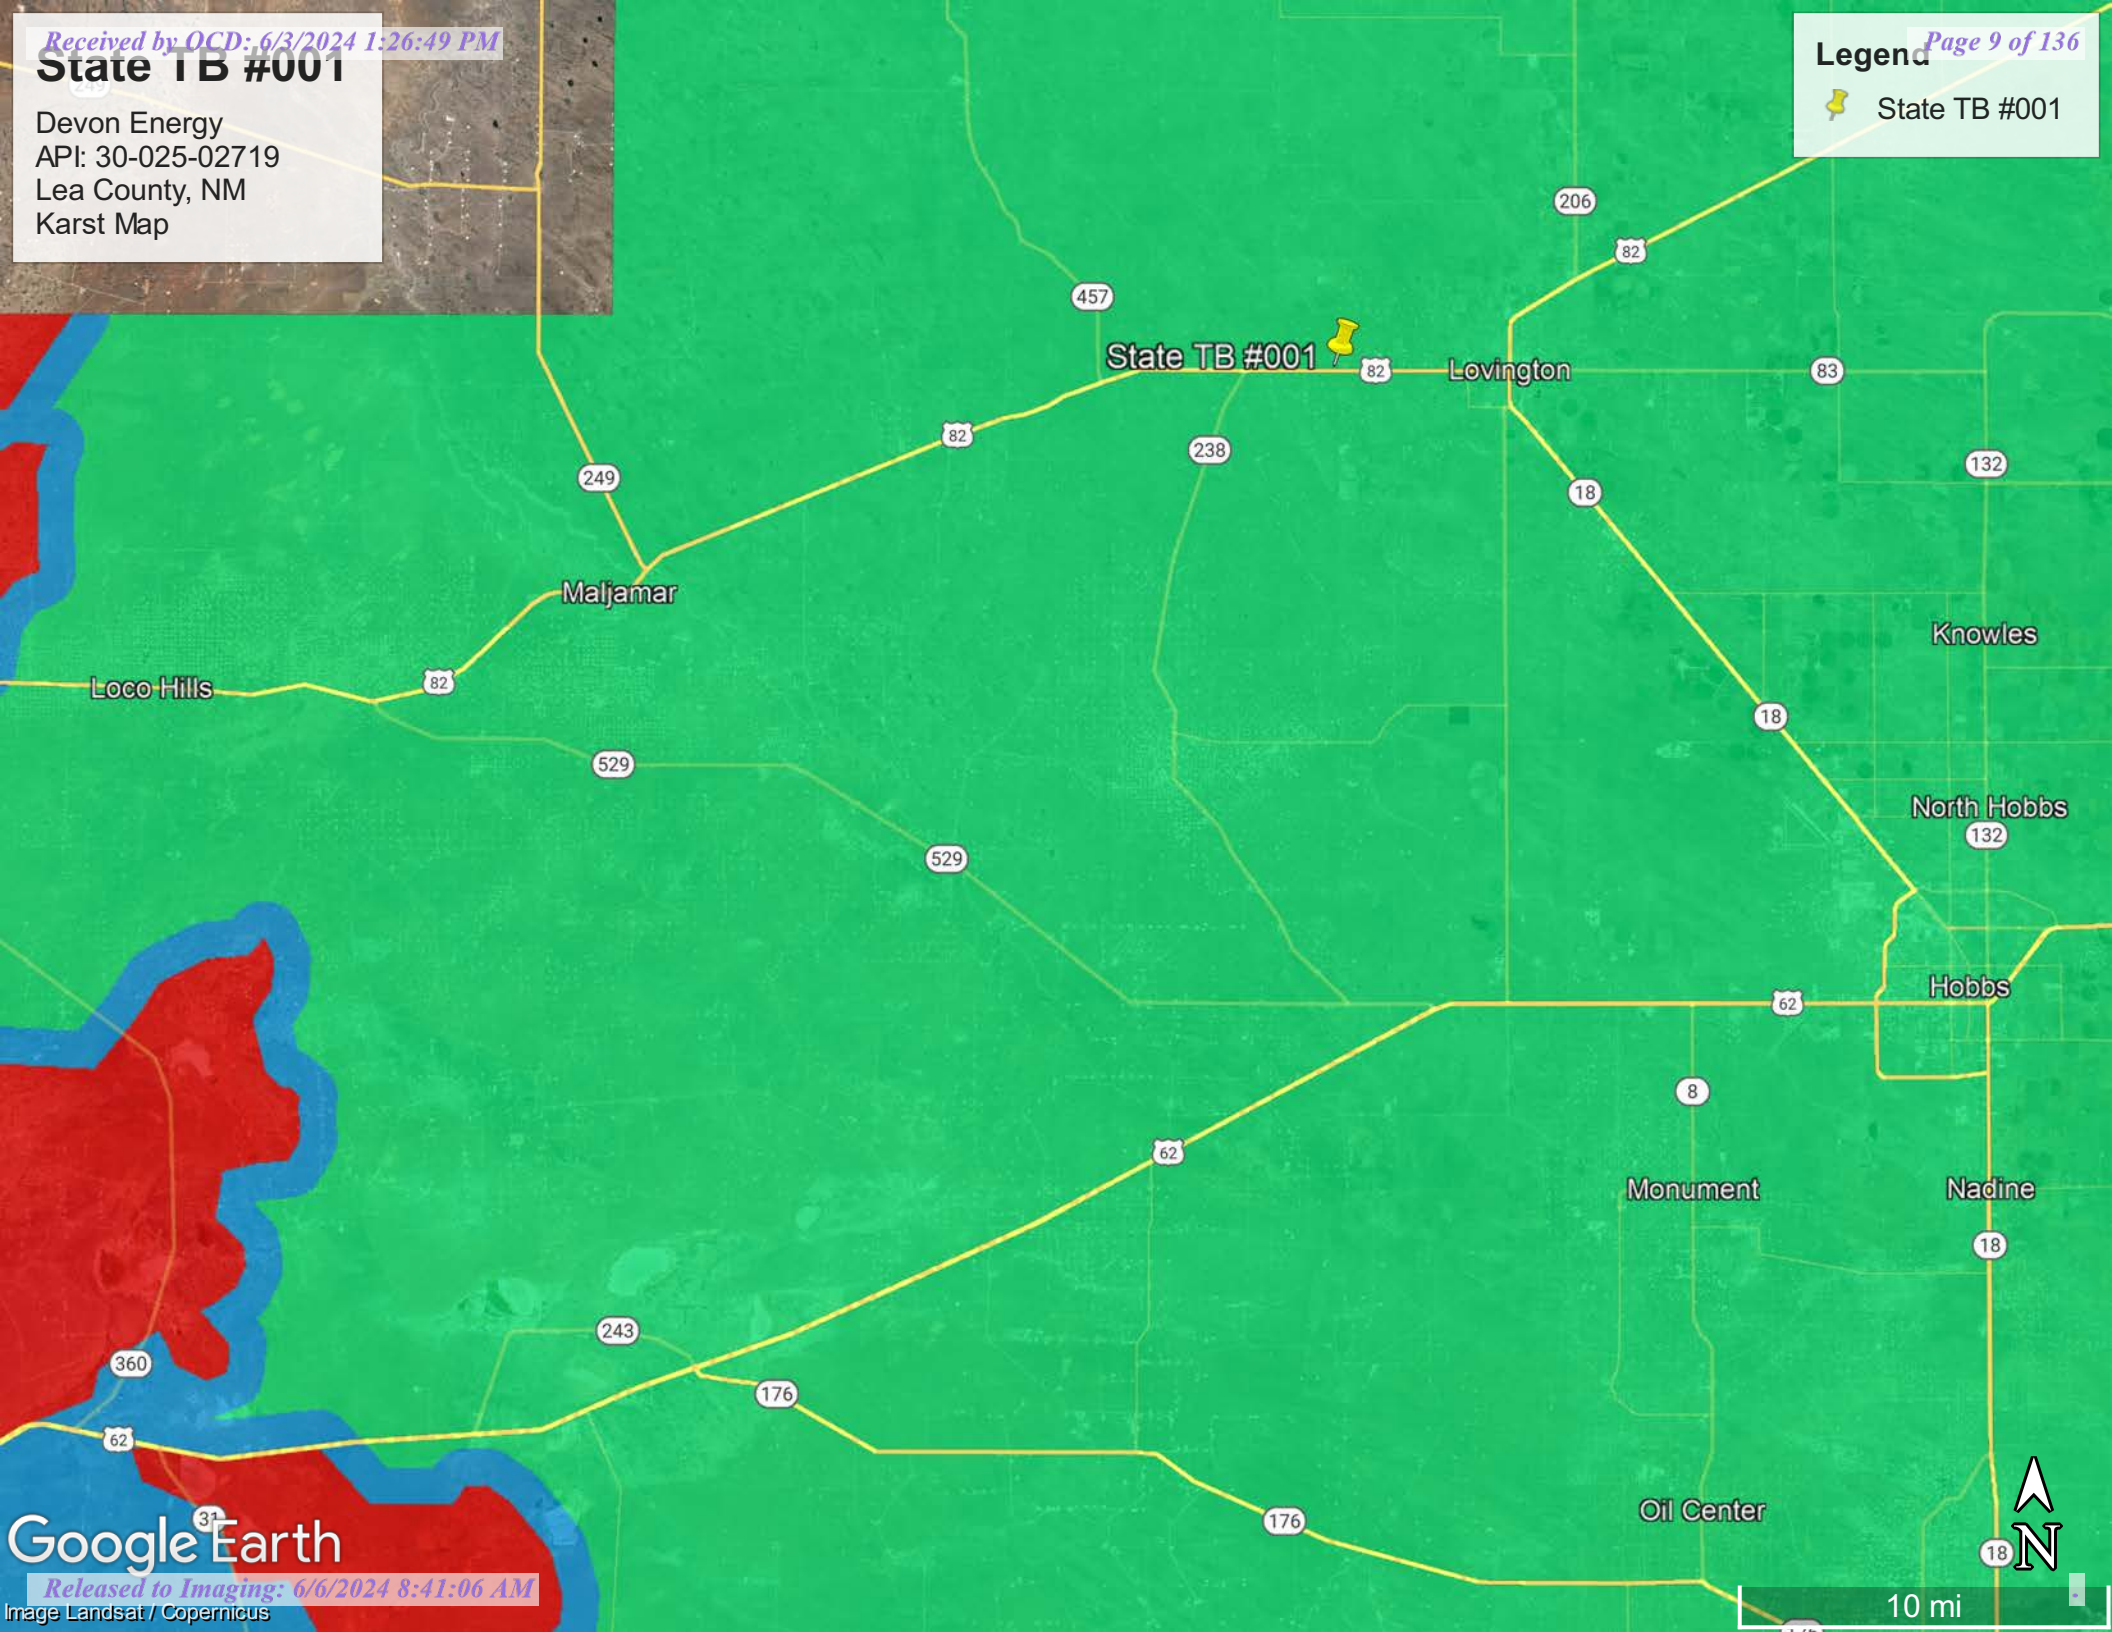 Received by OCD: 6/3/2024 1:26:49 PM
Page 9 of 136
State TB #001
Devon Energy
API: 30-025-02719
Lea County, NM
Karst Map
Legend
State TB #001
249
206
82
457
State TB #001
82
Lovington
83
82
238
132
249
18
Maljamar
Knowles
Loco Hills
82
18
529
North Hobbs
132
529
Hobbs
62
8
62
Monument
Nadine
18
243
360
176
62
Oil Center
31
176
Google Earth
18
N
Released to Imaging: 6/6/2024 8:41:06 AM
Image Landsat / Copernicus
10 mi